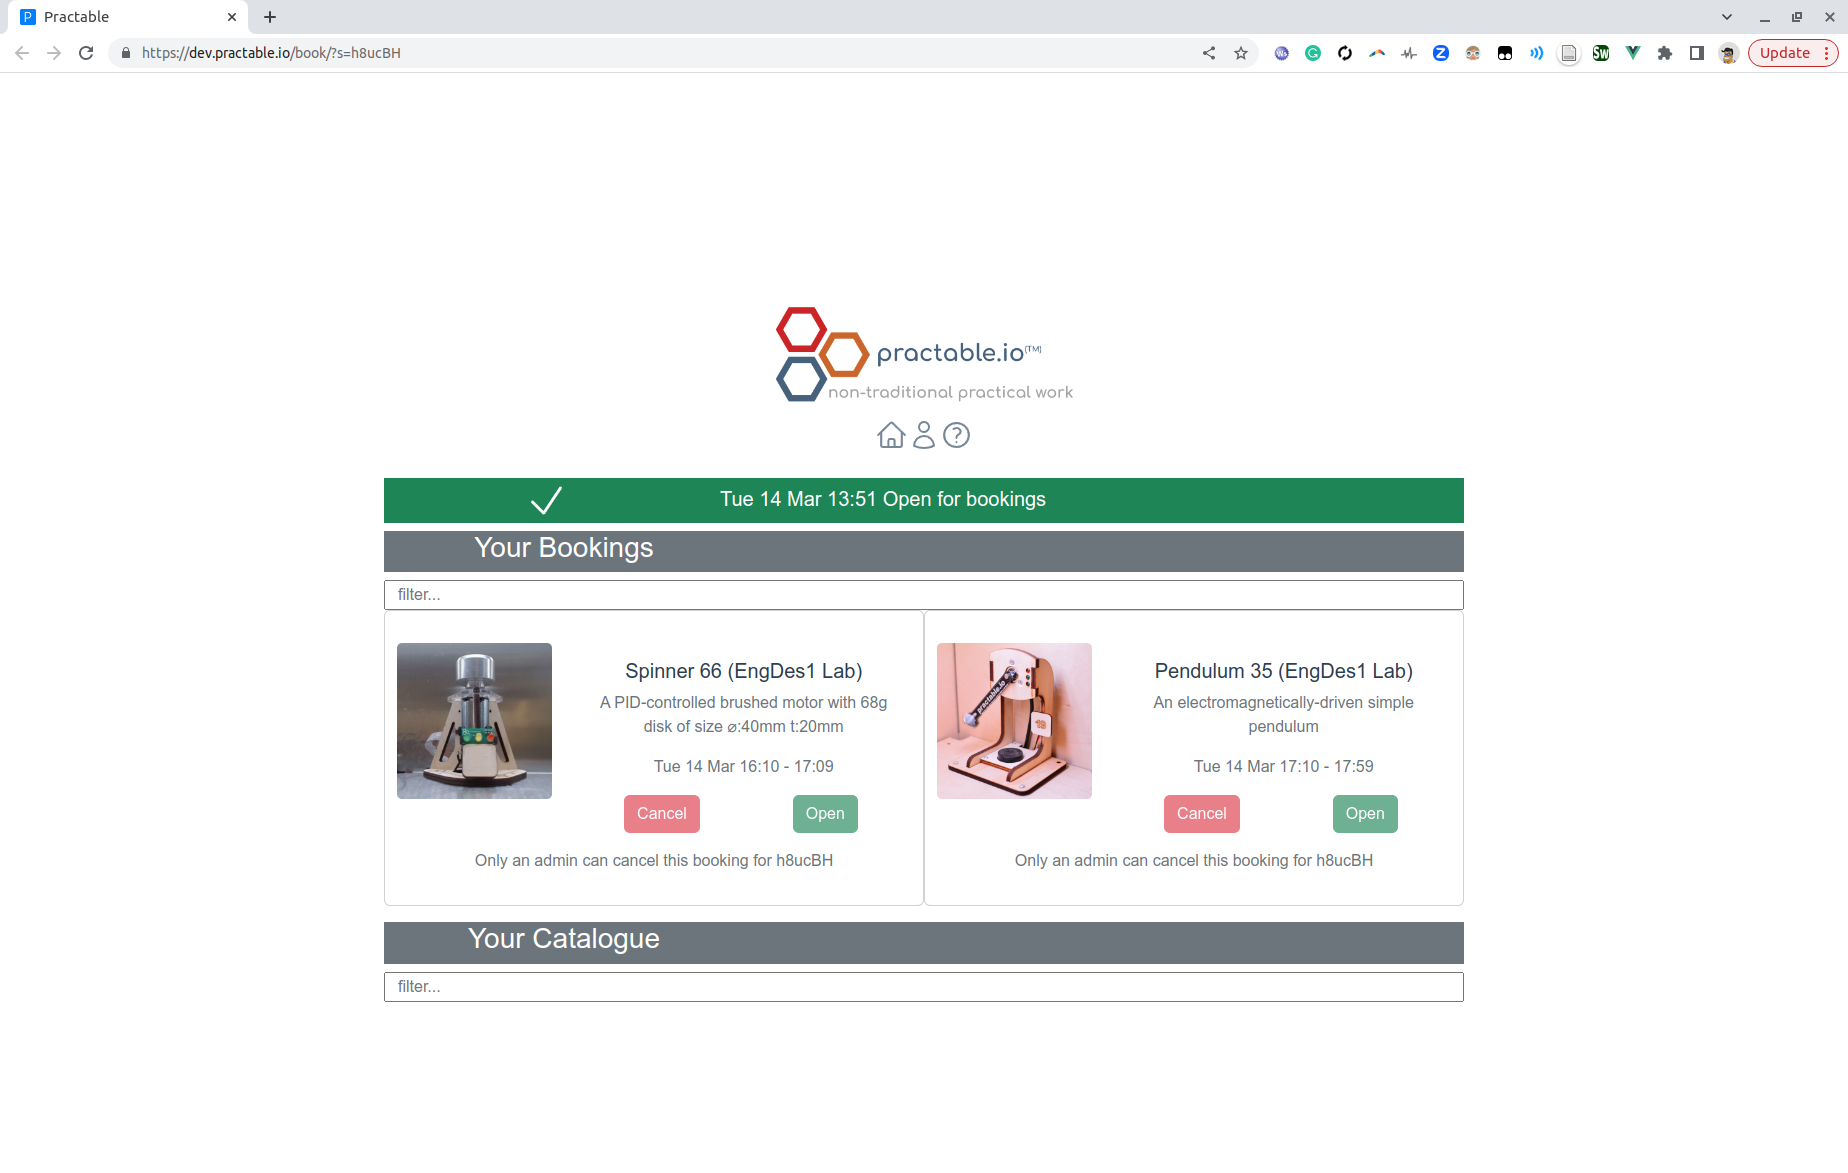 Practable
https://dev.practable.io/book/?s=h8ucBH
Update
practable.io(TM)
non-traditional practical work
Tue 14 Mar 13:51 Open for bookings
Your Bookings
filter...
Spinner 66 (EngDes1 Lab)
A PID-controlled brushed motor with 68g
disk of size ⌀:40mm t:20mm
Tue 14 Mar 16:10 - 17:09
Cancel
Open
Only an admin can cancel this booking for h8ucBH
practable.io
Pendulum 35 (EngDes1 Lab)
An electromagnetically-driven simple
pendulum
Tue 14 Mar 17:10 - 17:59
Cancel
Open
Only an admin can cancel this booking for h8ucBH
Your Catalogue
filter...